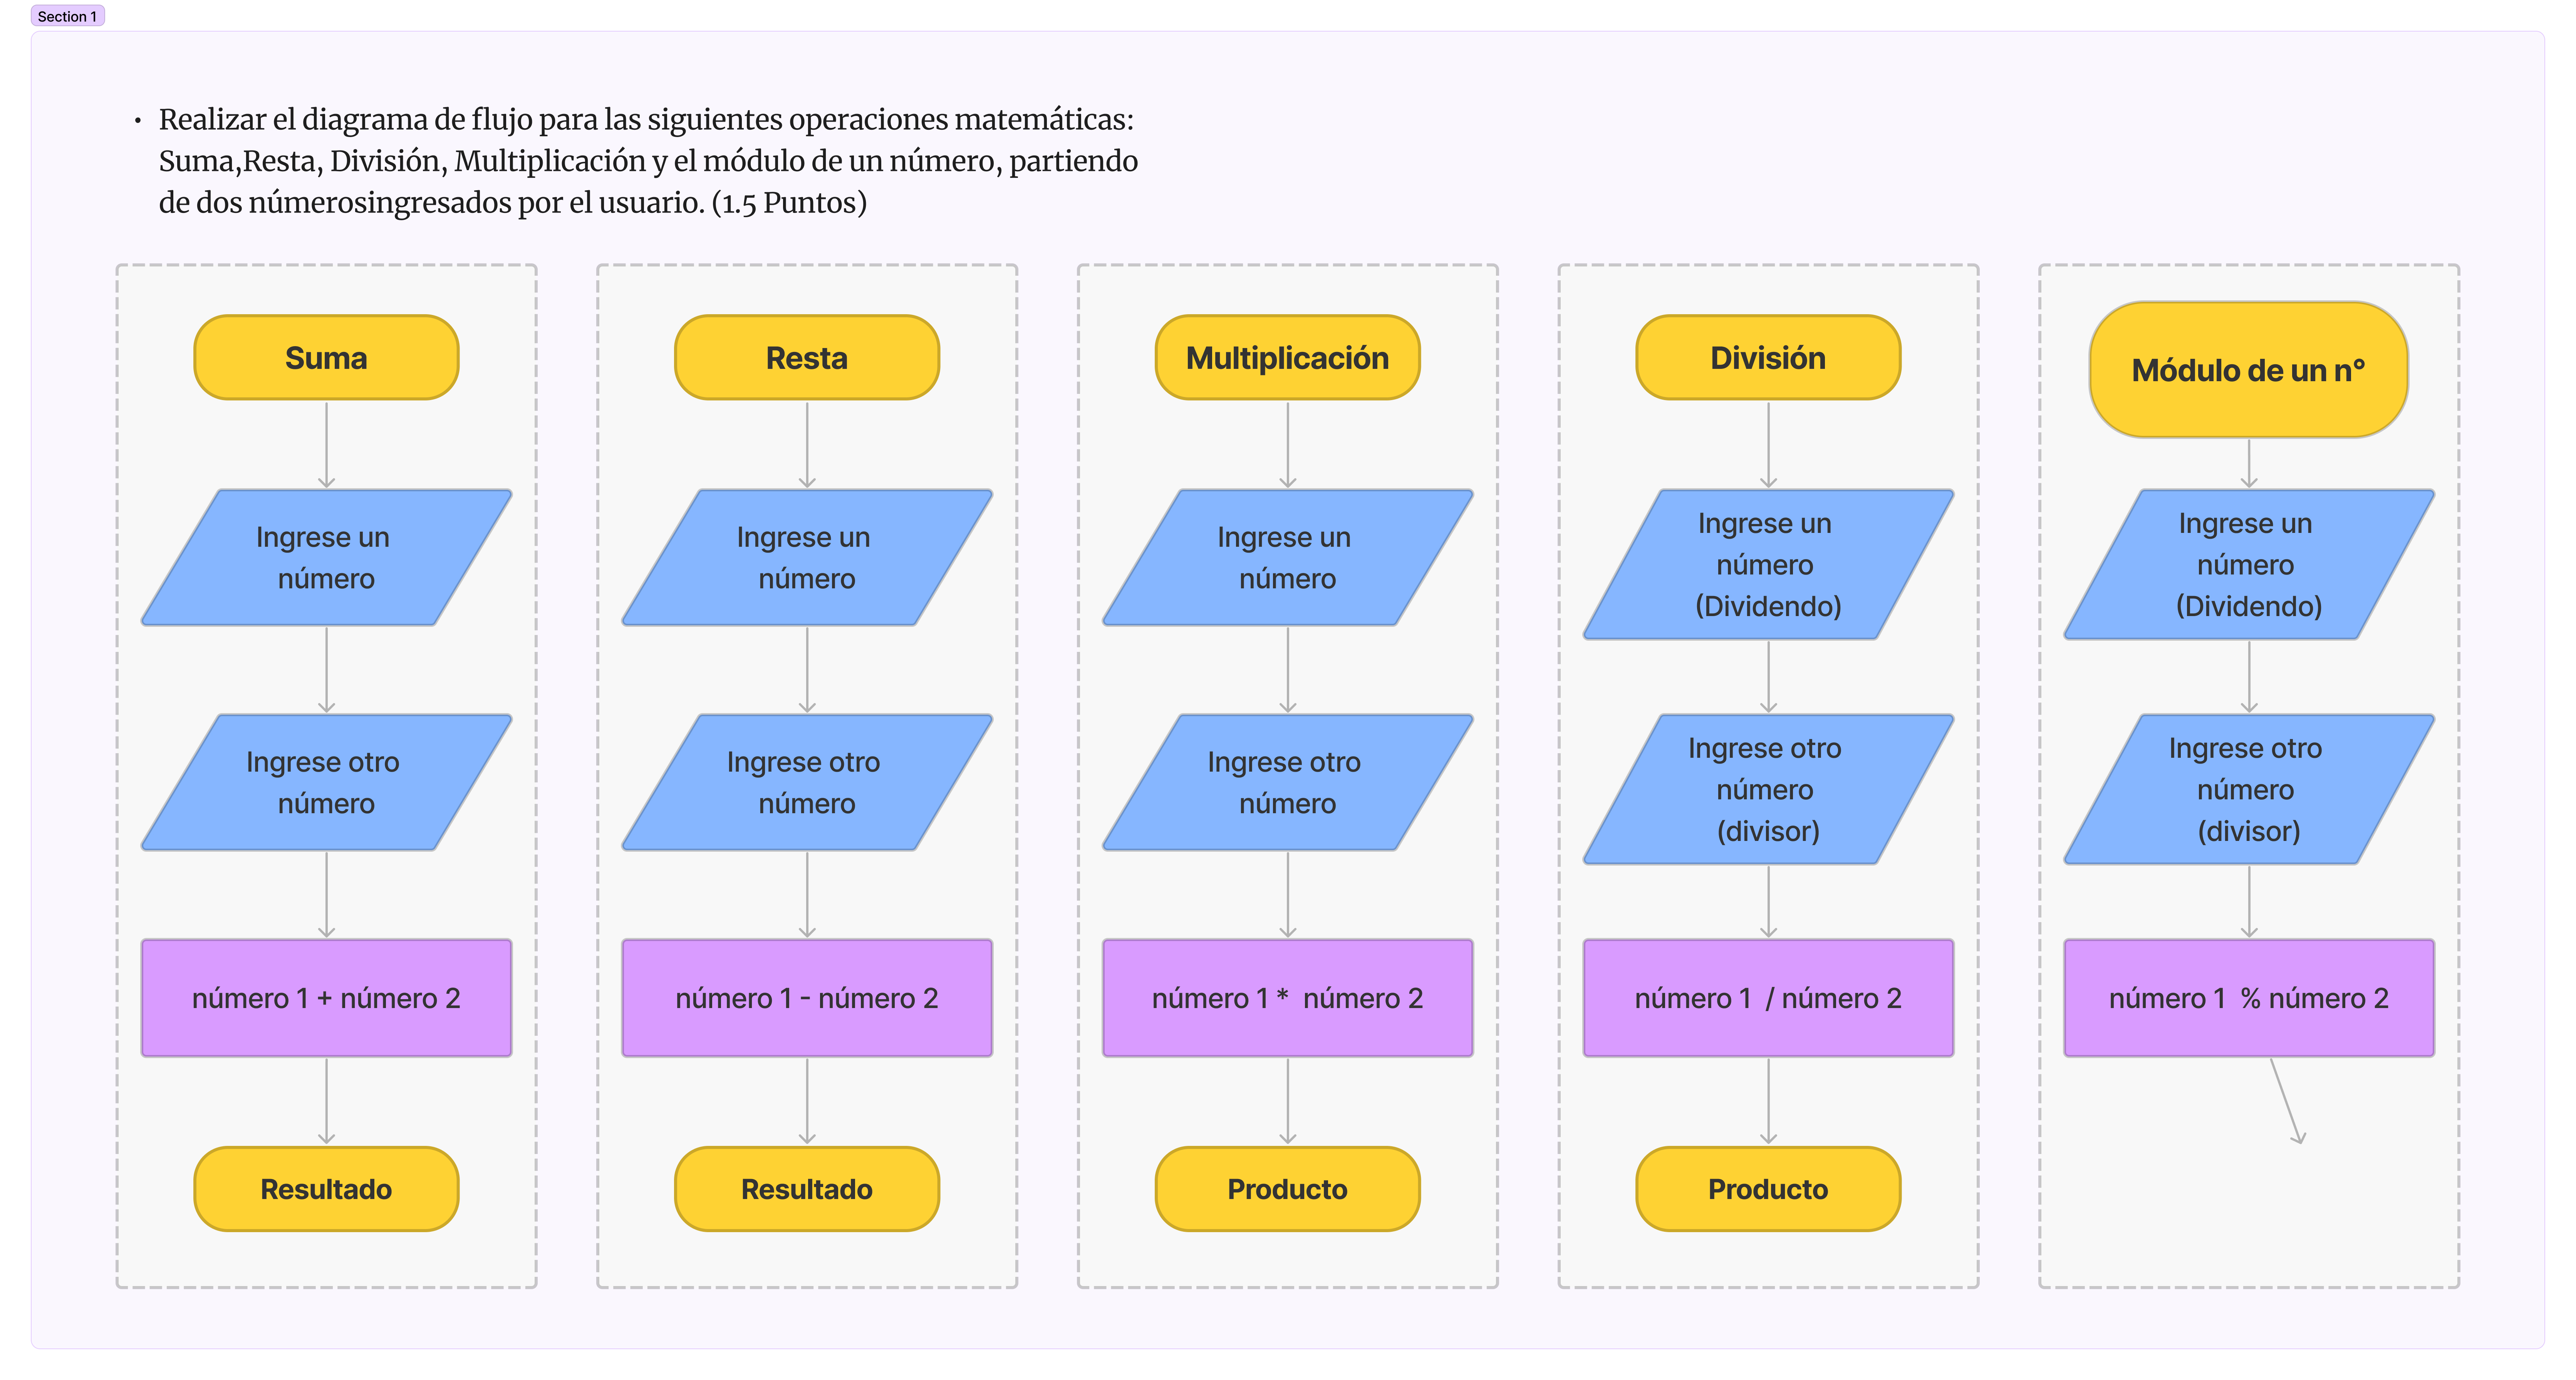 Section 1
• Realizar el diagrama de flujo para las siguientes operaciones matemáticas:
Suma,Resta, División, Multiplicación y el módulo de un número, partiendo
de dos númerosingresados por el usuario. (1.5 Puntos)
Suma
Ingrese un
número
Ingrese otro
número
número 1 + número 2
Resultado
Resta
Ingrese un
número
Ingrese otro
número
número 1 - número 2
Resultado
Multiplicación
Ingrese un
número
Ingrese otro
número
número 1 *  número 2
Producto
División
Ingrese un
número
(Dividendo)
Ingrese otro
número
(divisor)
número 1  / número 2
Producto
Módulo de un n°
Ingrese un
número
(Dividendo)
Ingrese otro
número
(divisor)
número 1  % número 2